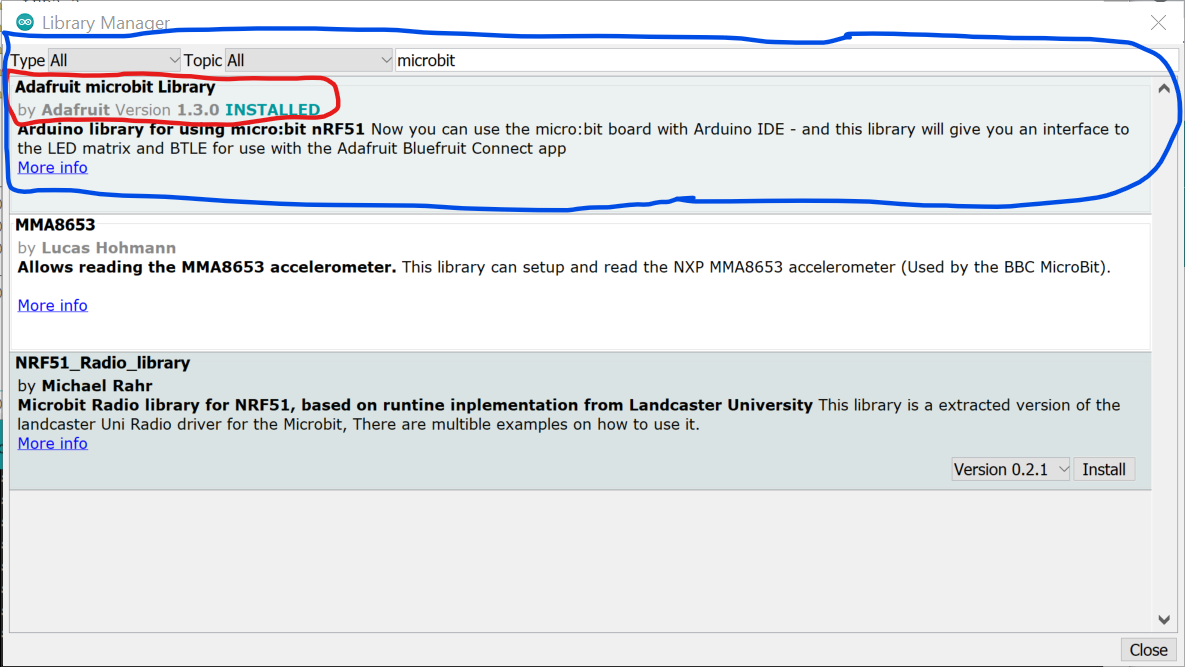 Library Manager
Type All Topic All microbit
Adafruit microbit Library
by Adafruit Version 1.3.0 INSTALLED
Arduino library for using micro:bit nRF51 Now you can use the micro:bit board with Arduino IDE - and this library will give you an interface to
the LED matrix and BTLE for use with the Adafruit Bluefruit Connect app
More info
MMA8653
by Lucas Hohmann
Allows reading the MMA8653 accelerometer. This library can setup and read the NXP MMA8653 accelerometer (Used by the BBC MicroBit).
More info
NRF51_Radio_library
by Michael Rahr
Microbit Radio library for NRF51, based on runtime inplementation from Landcaster University This library is a extracted version of the
landcaster Uni Radio driver for the Microbit, There are multible examples on how to use it.
More info
Version 0.2.1 Install
Close